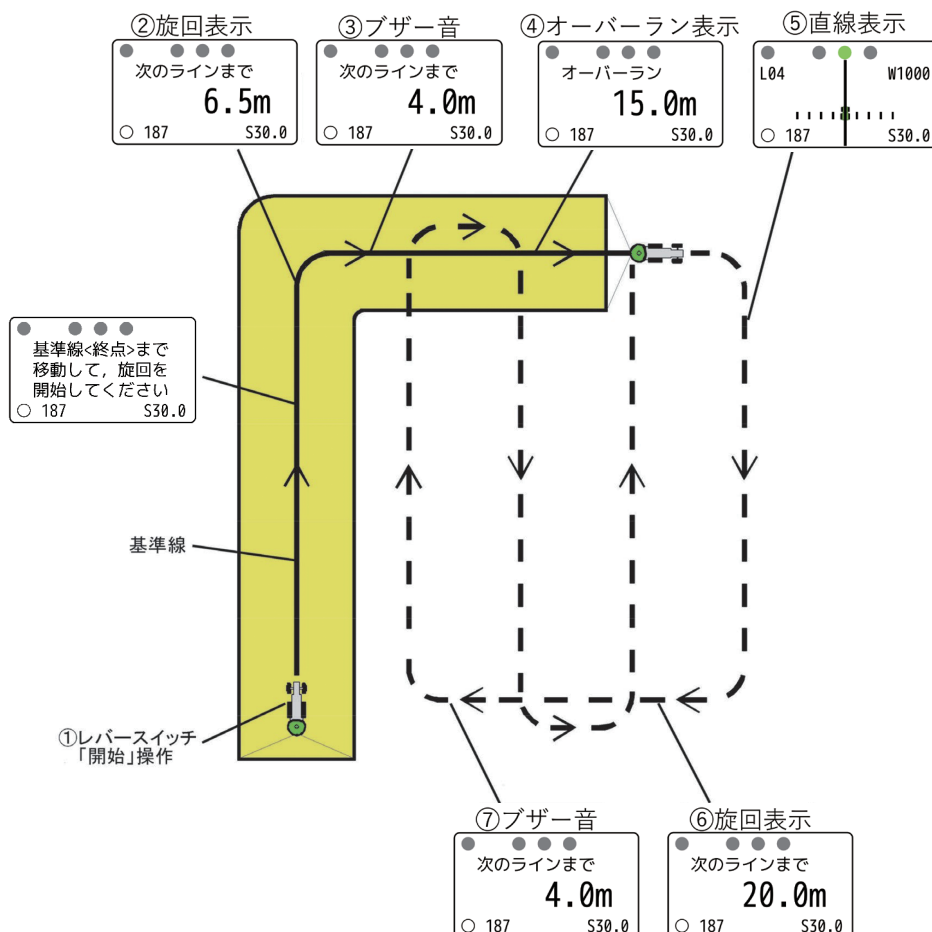 ②旋回表示
次のラインまで
6.5m
187 S30.0
③ブザー音
次のラインまで
4.0m
187 S30.0
④オーバーラン表示
オーバーラン
15.0m
187 S30.0
⑤直線表示
L04 W1000
187 S30.0
基準線<終点>まで
移動して，旋回を
開始してください
187 S30.0
基準線
①レバースイッチ
「開始」操作
⑦ブザー音
次のラインまで
4.0m
187 S30.0
⑥旋回表示
次のラインまで
20.0m
187 S30.0